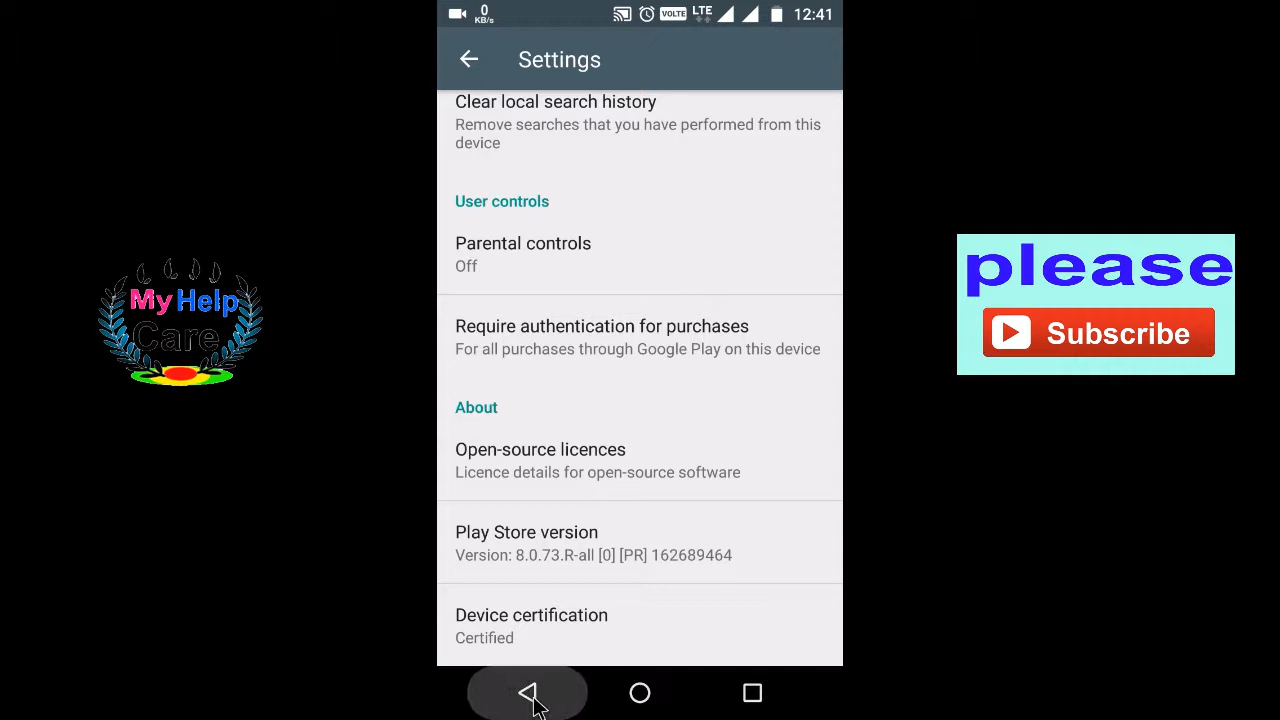 0
KB/s
VOLTE
LTE
12:41
Settings
Clear local search history
Remove searches that you have performed from this
device
User controls
Parental controls
Off
Require authentication for purchases
For all purchases through Google Play on this device
About
Open-source licences
Licence details for open-source software
Play Store version
Version: 8.0.73.R-all [0] [PR] 162689464
Device certification
Certified
My Help
Care
please
Subscribe